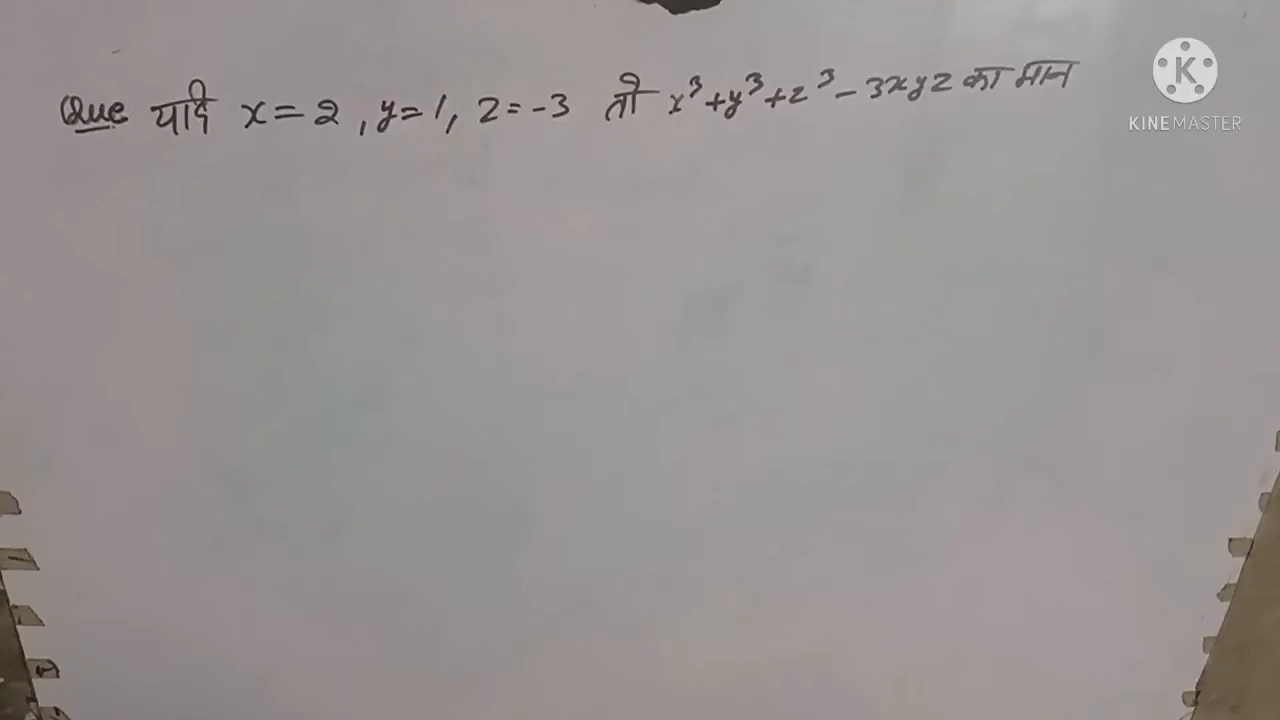 Que यदि x = 2, y = 1, z = -3 तो x³ + y³ + z³ - 3xyz का मान
K
KINEMASTER